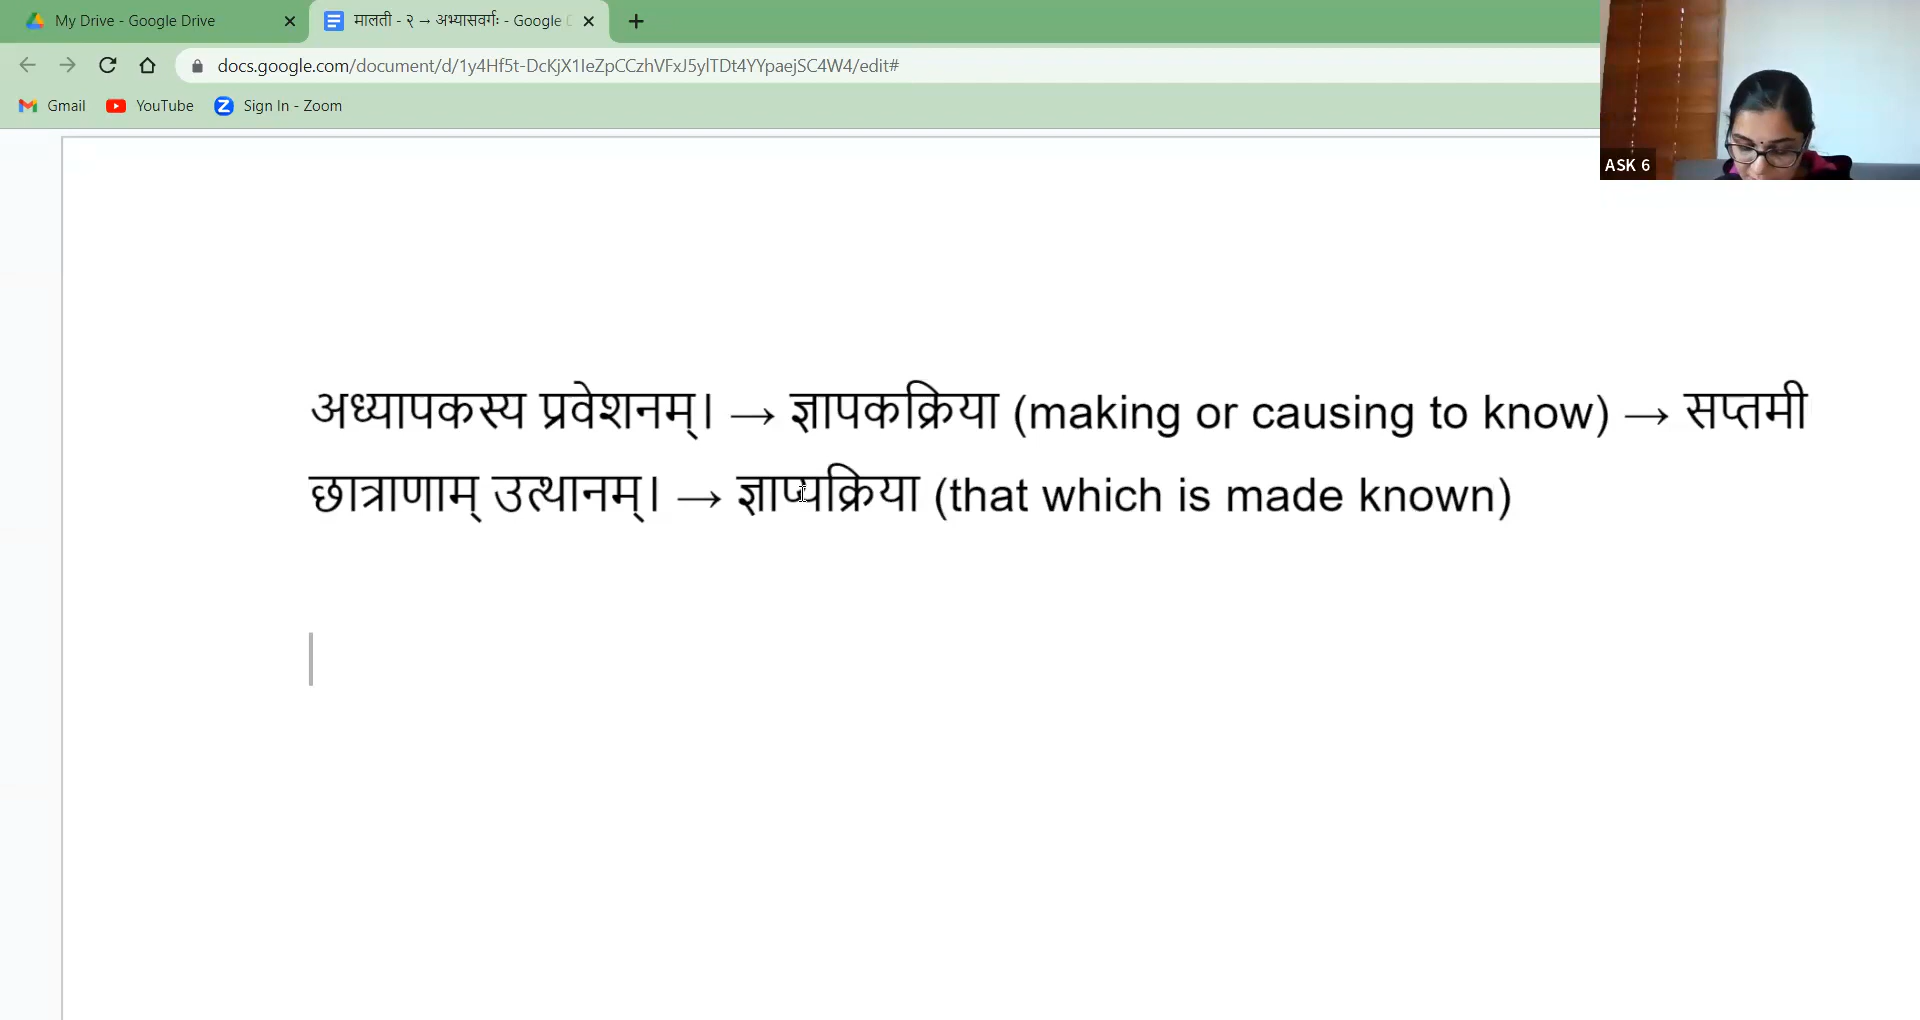 My Drive - Google Drive
मालती - २ → अभ्यासवर्गः - Google
docs.google.com/document/d/1y4Hf5t-DcKjX1IeZpCCzhVFxJ5ylTDt4YYpaejSC4W4/edit#
Gmail YouTube Sign In - Zoom
ASK 6
अध्यापकस्य प्रवेशनम्। → ज्ञापकक्रिया (making or causing to know) → सप्तमी
छात्राणाम् उत्थानम्। → ज्ञाप्यक्रिया (that which is made known)